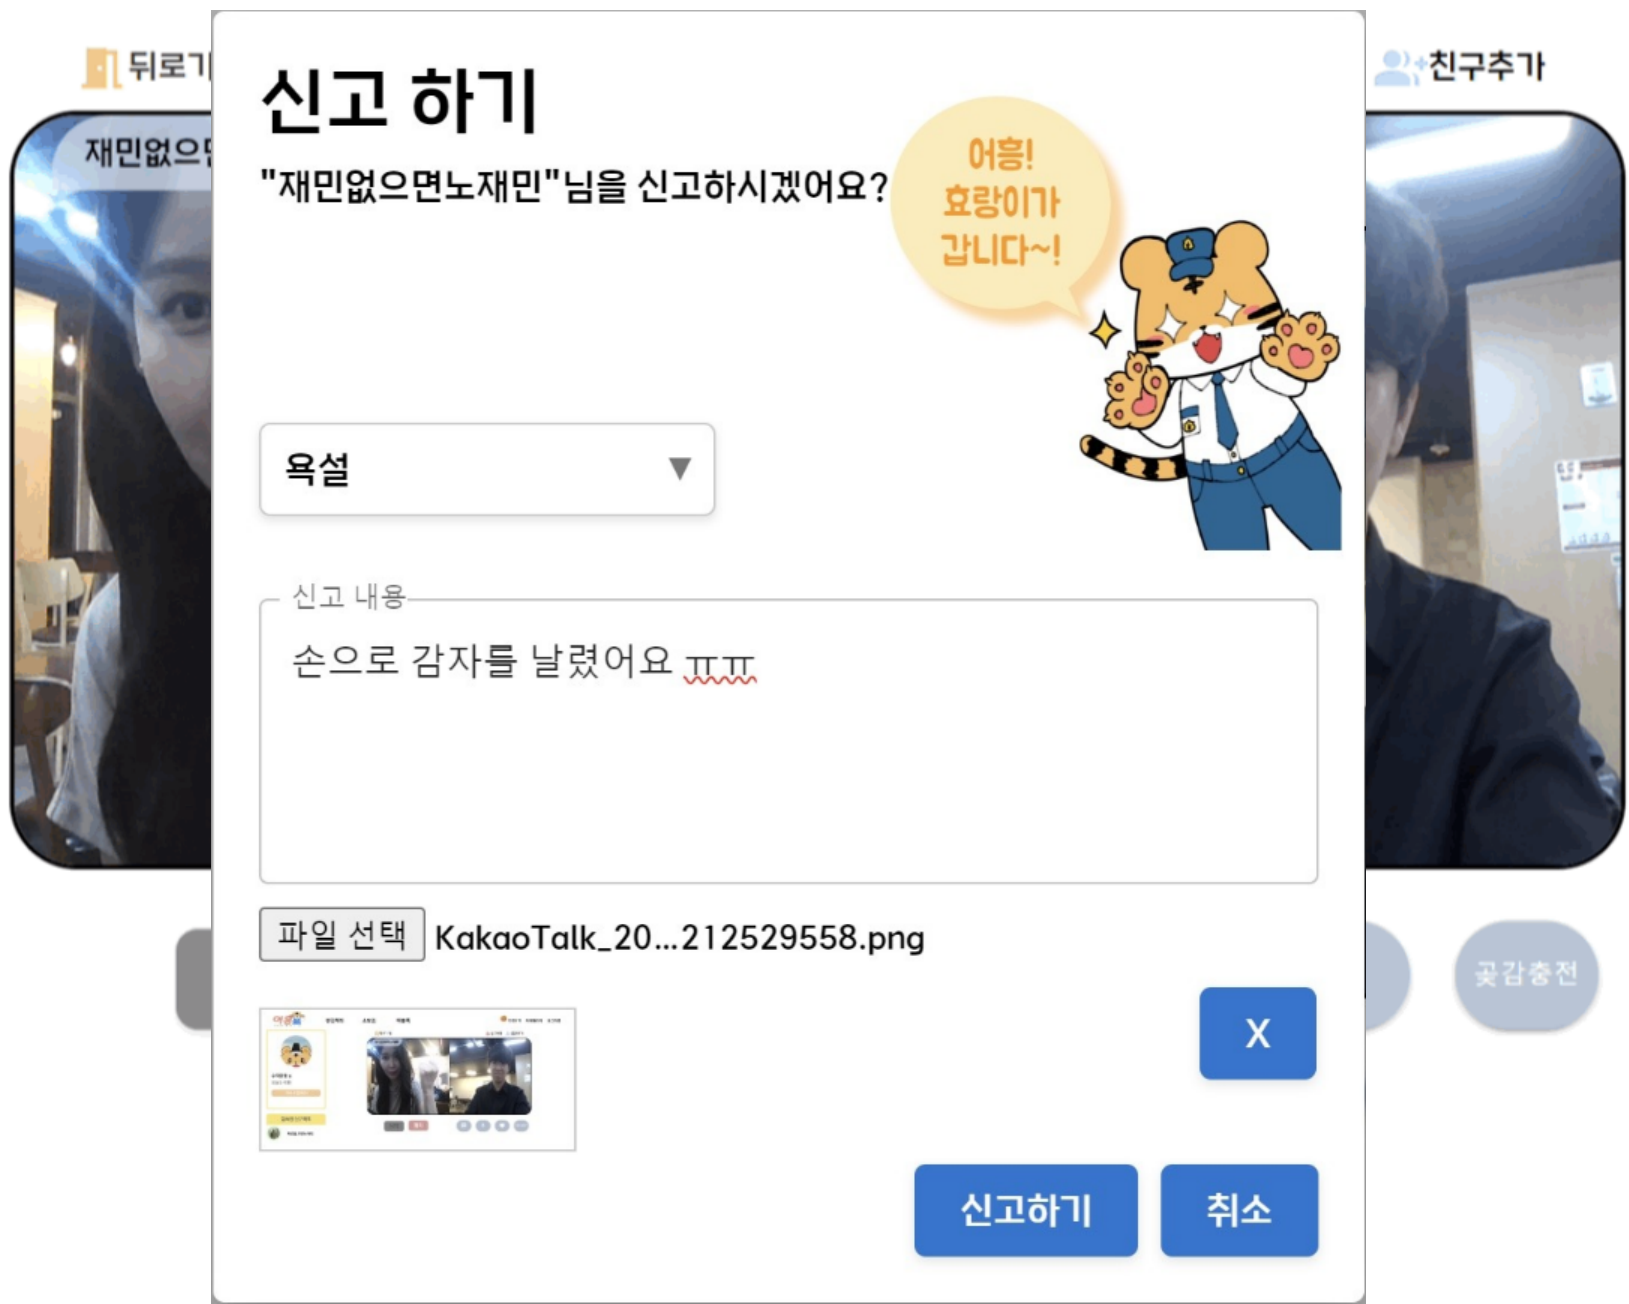 뒤로가
친구추가
재민없으면
신고 하기
"재민없으면노재민"님을 신고하시겠어요?
어흥!
효랑이가
갑니다~!
욕설
신고 내용
손으로 감자를 날렸어요 ㅠㅠ
파일 선택 KakaoTalk_20...212529558.png
X
곶감충전
신고하기
취소